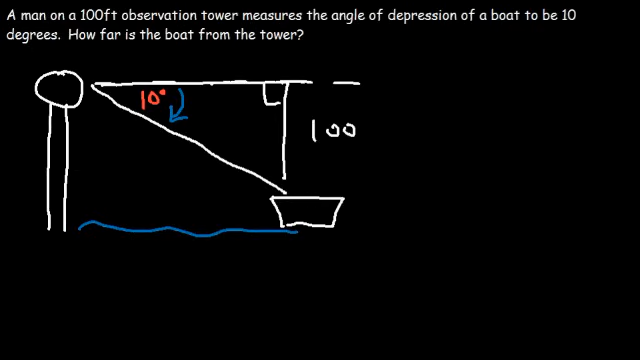 A man on a 100ft observation tower measures the angle of depression of a boat to be 10
degrees. How far is the boat from the tower?
10°
100